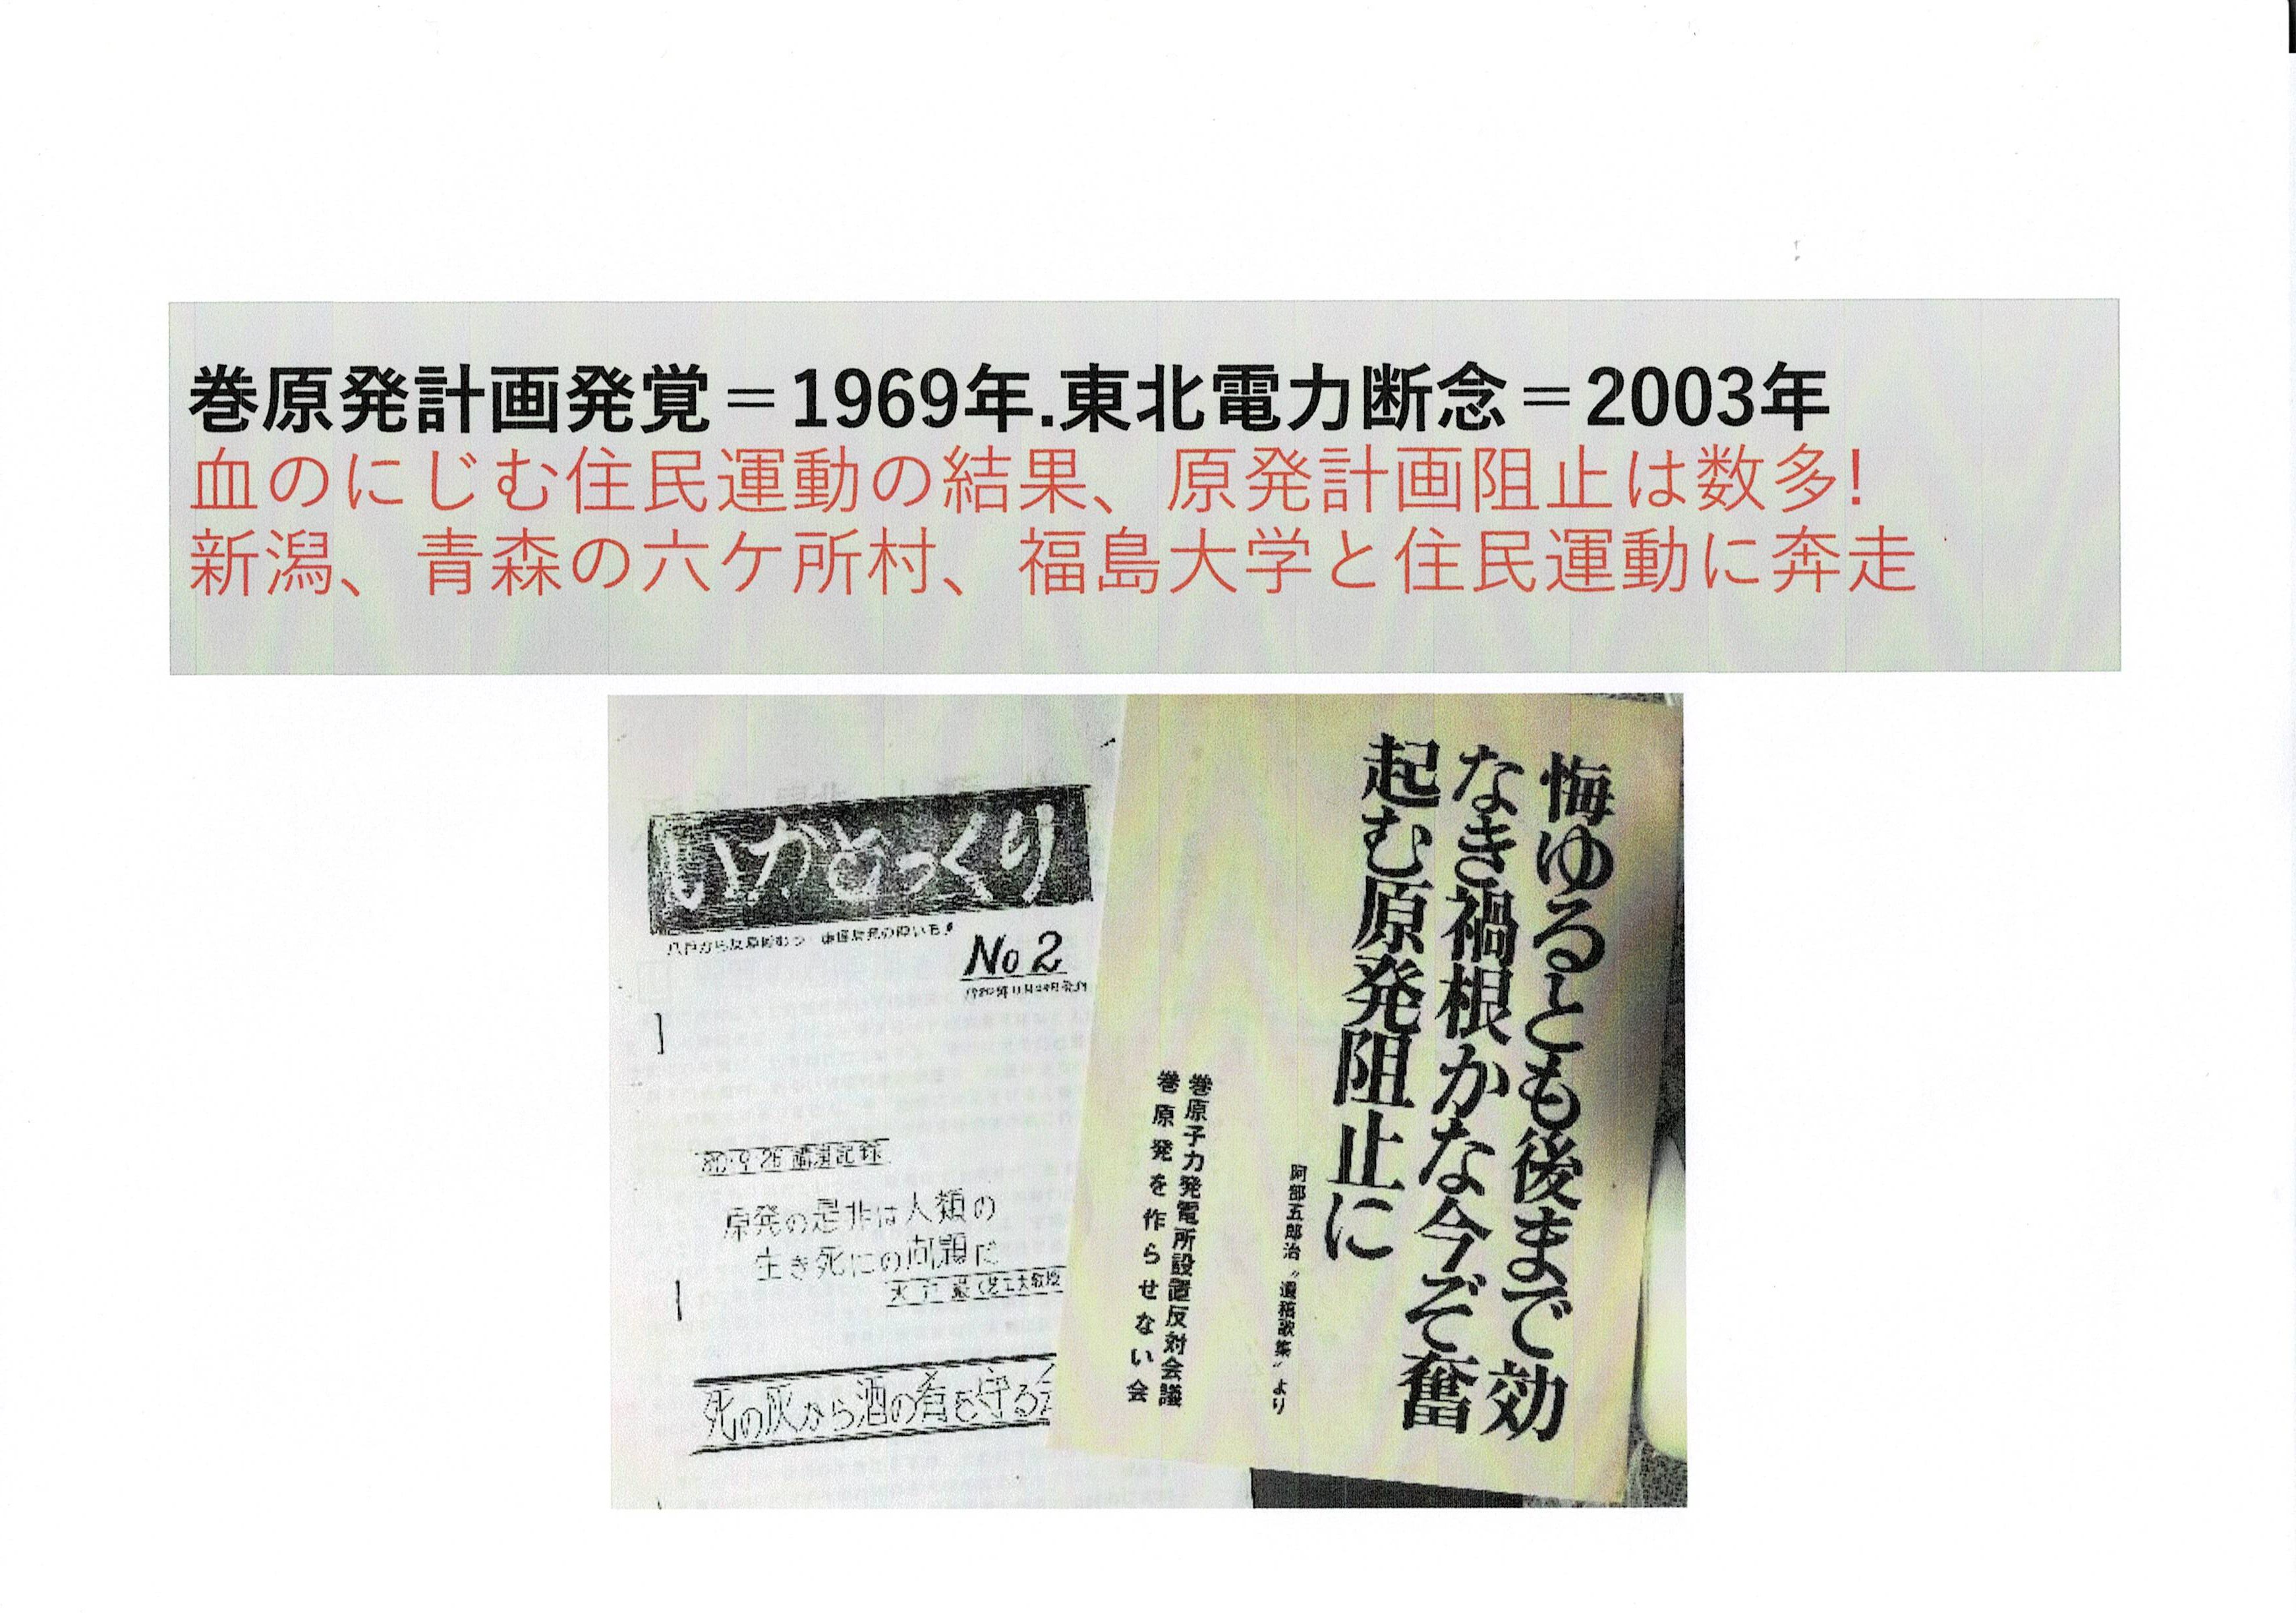 巻原発計画発覚＝1969年.東北電力断念＝2003年
血のにじむ住民運動の結果、原発計画阻止は数多!
新潟、青森の六ケ所村、福島大学と住民運動に奔走
いかとっくり
No 2
講演記録
原発の是非は人類の
生き死にの問題だ
死の灰から酒の肴を守る
悔ゆるとも後まで効
なき禍根かな今ぞ奮
起む原発阻止に
阿部五郎治〝遺稿歌集〟より
巻原子力発電所設置反対会議
巻原発を作らせない会